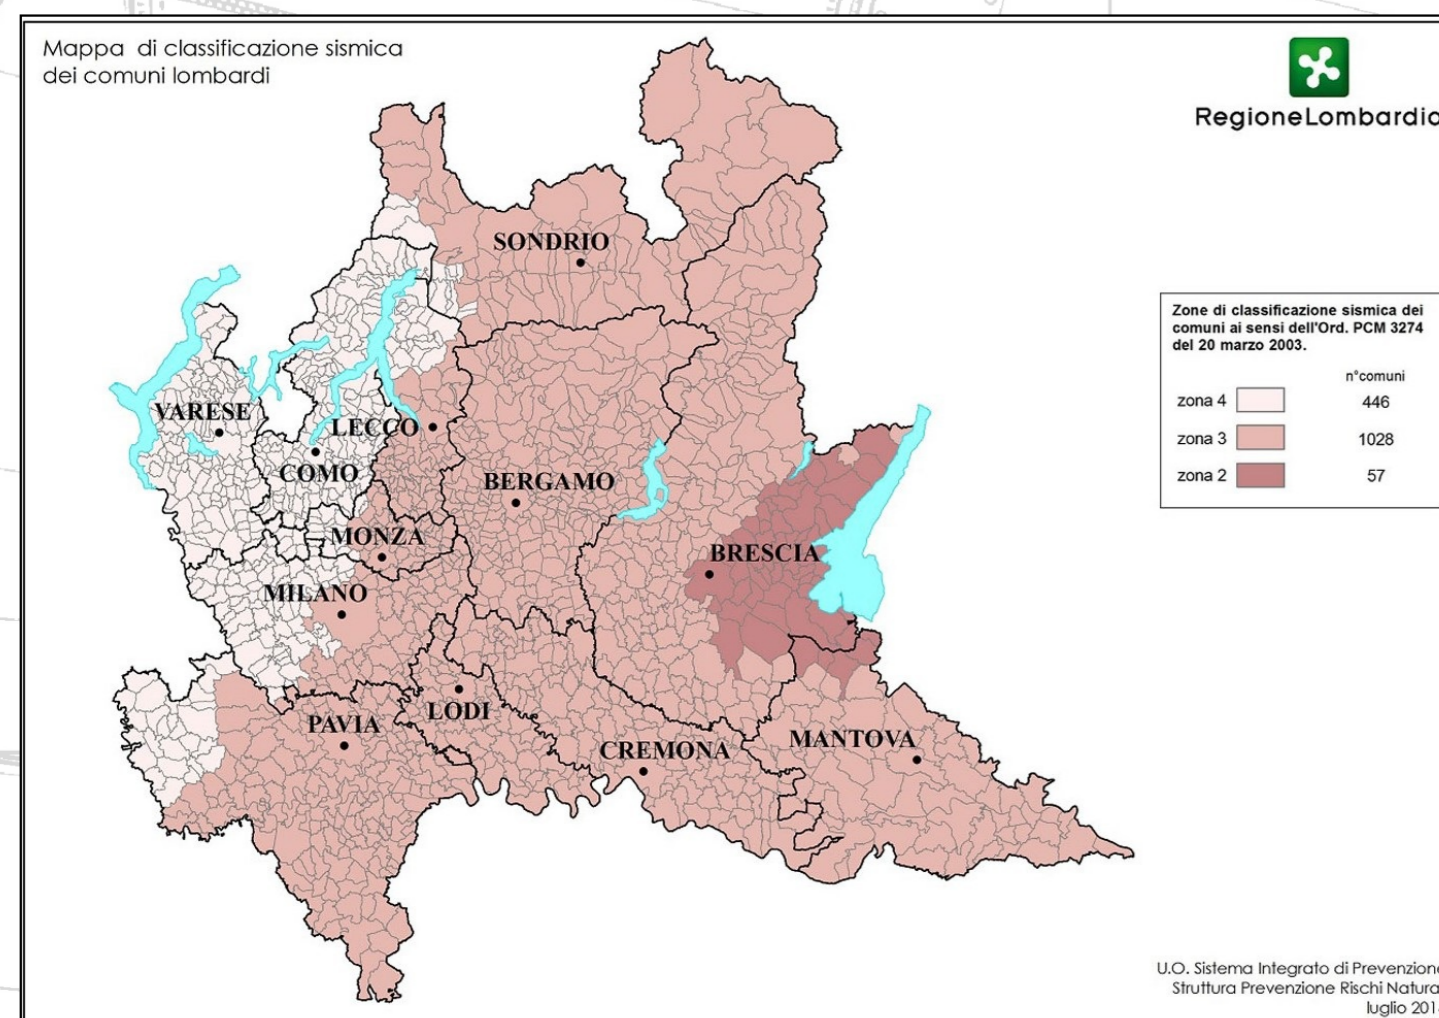 Mappa di classificazione sismica
dei comuni lombardi
RegioneLombardia
SONDRIO
VARESE
LECCO
COMO
BERGAMO
MONZA
BRESCIA
MILANO
PAVIA
LODI
CREMONA
MANTOVA
Zone di classificazione sismica dei
comuni ai sensi dell'Ord. PCM 3274
del 20 marzo 2003.
n°comuni
zona 4 446
zona 3 1028
zona 2 57
U.O. Sistema Integrato di Prevenzione
Struttura Prevenzione Rischi
luglio